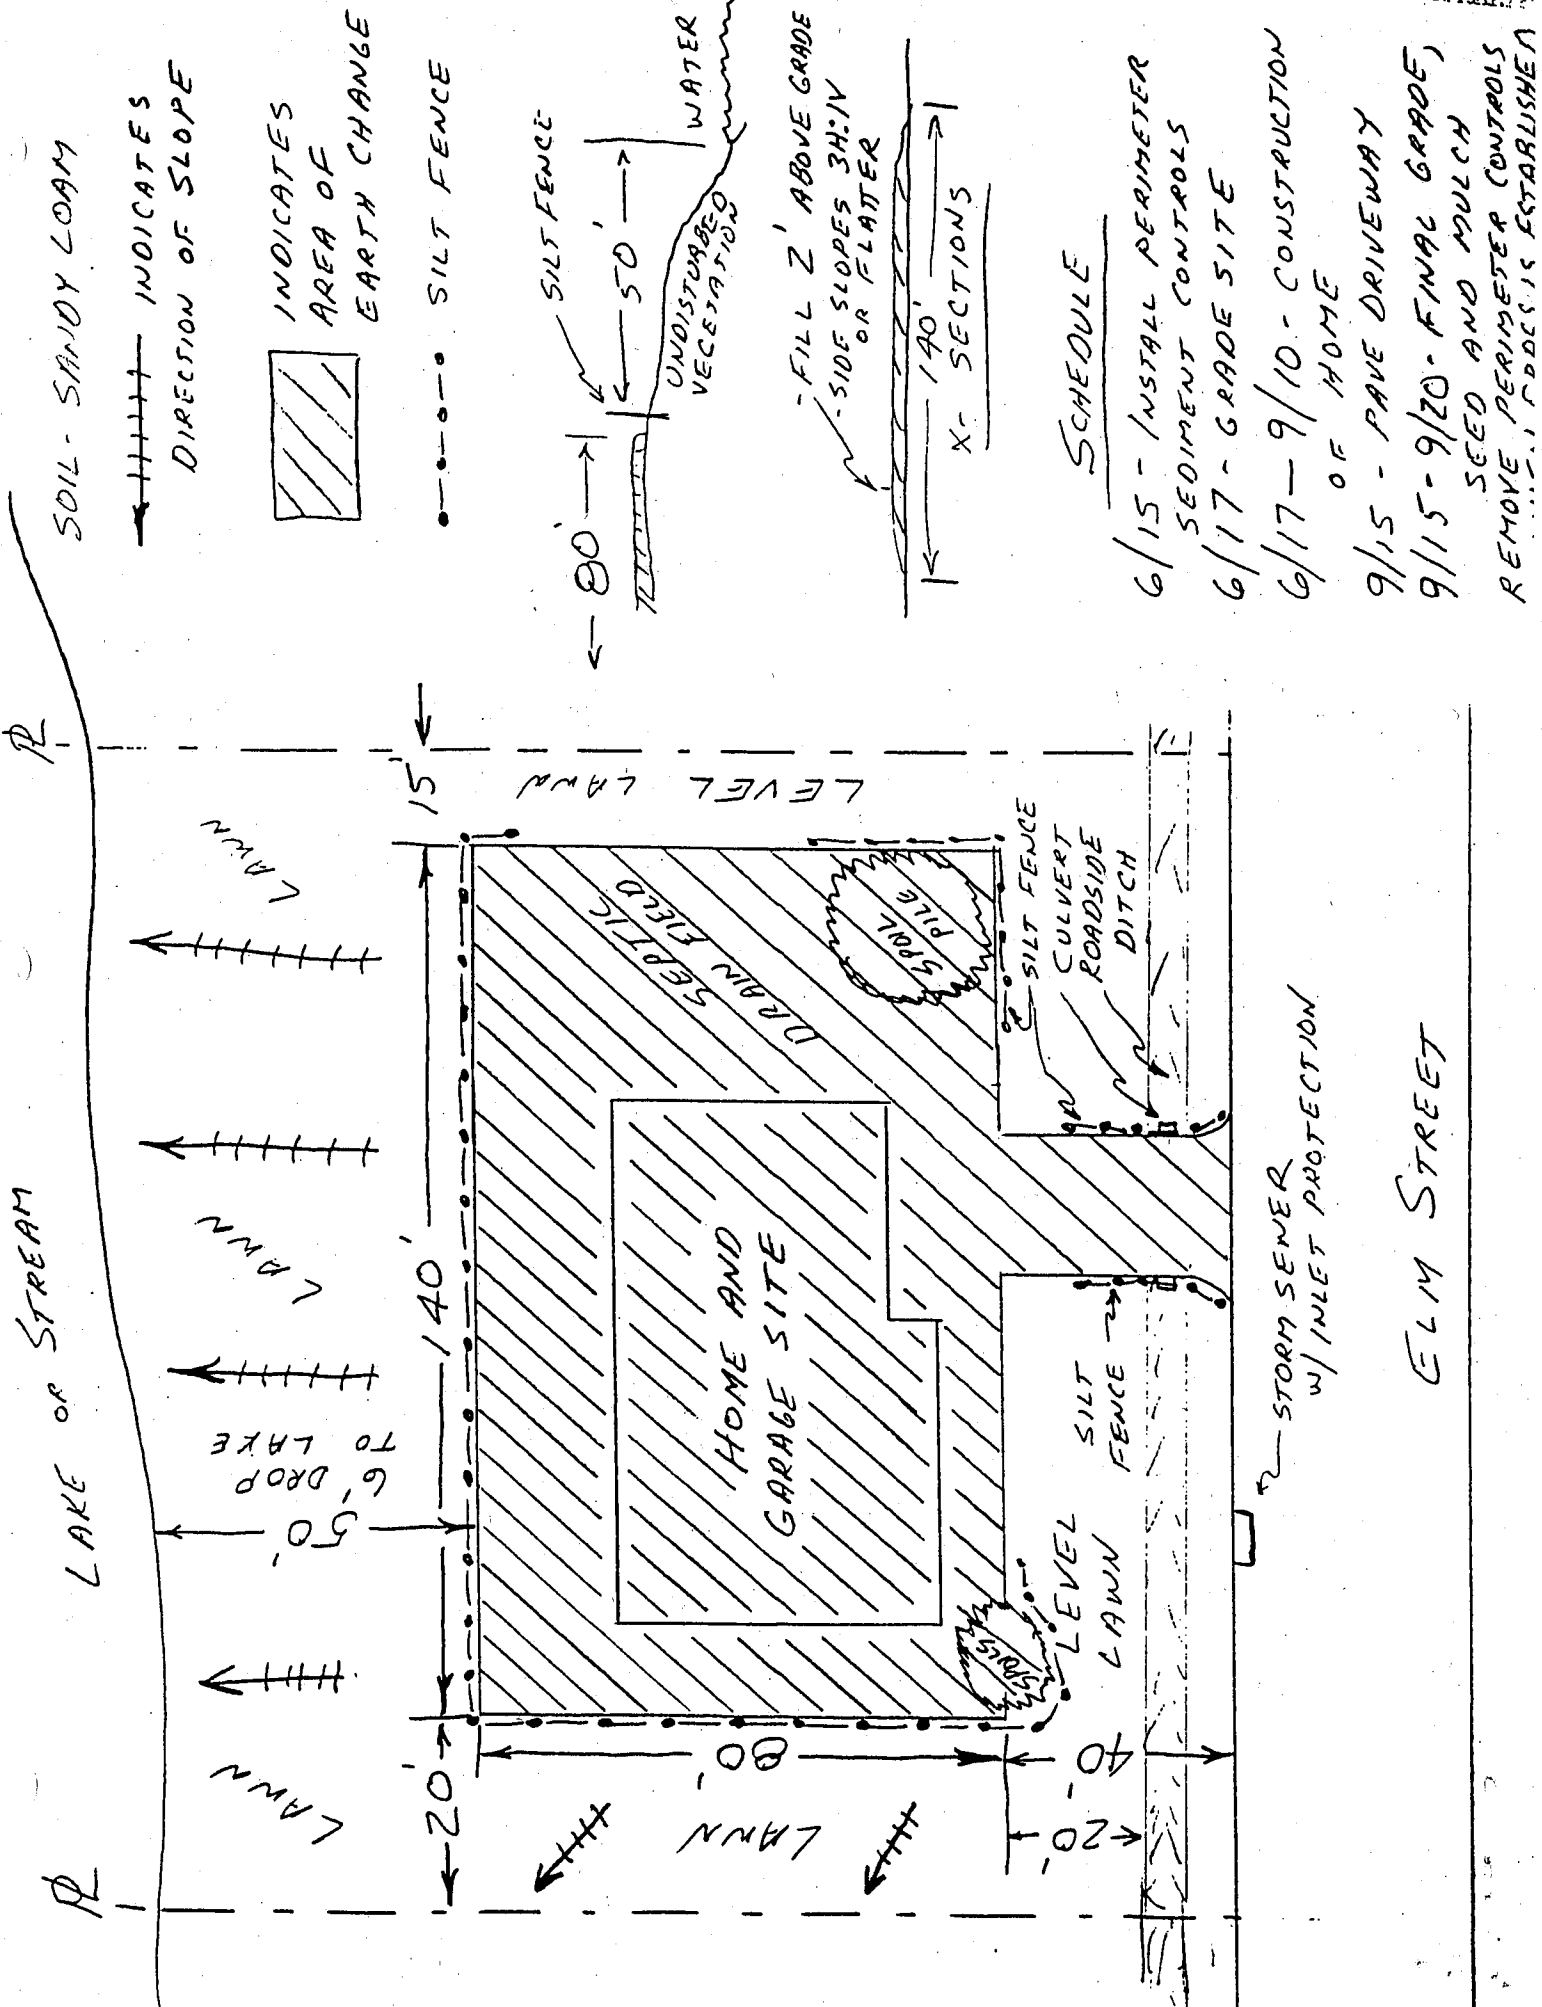 SOIL - SANDY LOAM
INDICATES
DIRECTION OF SLOPE
INDICATES
AREA OF
EARTH CHANGE
SILT FENCE
SILT FENCE
80'
50'
WATER
UNDISTURBED
VEGETATION
- FILL 2' ABOVE GRADE
- SIDE SLOPES 3H:1V
OR FLATTER
140'
X- SECTIONS
SCHEDULE
6/15 - INSTALL PERIMETER
SEDIMENT CONTROLS
6/17 - GRADE SITE
6/17 - 9/10 - CONSTRUCTION
OF HOME
9/15 - PAVE DRIVEWAY
9/15 - 9/20 - FINAL GRADE,
SEED AND MULCH
REMOVE PERIMETER CONTROLS
IS ESTABLISHED
PL
PL
LAKE OR STREAM
LAWN
LAWN
LAWN
6' DROP
TO LAKE
50'
20'
140'
15'
LEVEL LAWN
LAWN
80'
40'
20'
SEPTIC
DRAIN FIELD
SPOIL
PILE
HOME AND
GARAGE SITE
SPOILS
LEVEL
LAWN
SILT
FENCE
SILT FENCE
CULVERT
ROADSIDE
DITCH
STORM SEWER
W/ INLET PROTECTION
ELM STREET